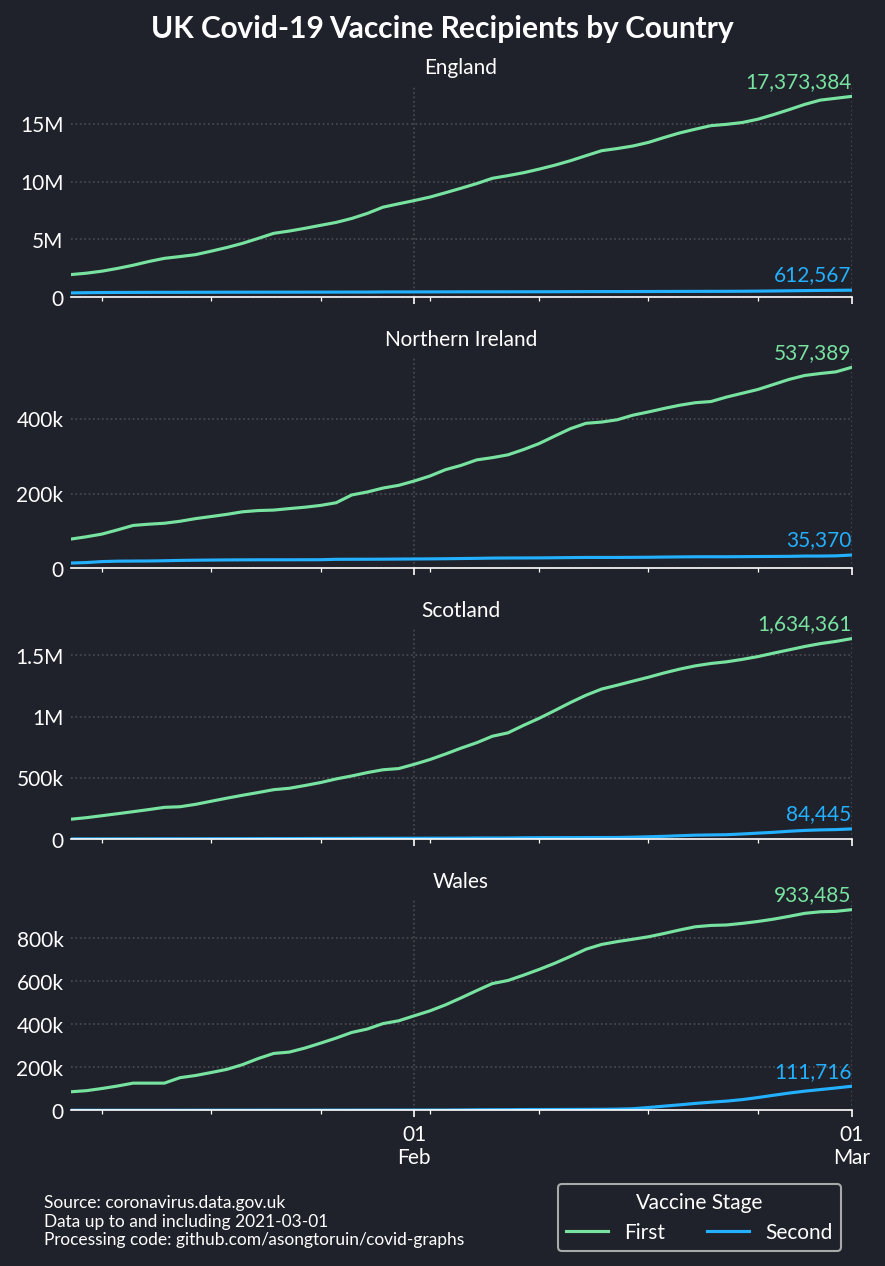 UK Covid-19 Vaccine Recipients by Country
England
17,373,384
15M
10M
5M
612,567
0
Northern Ireland
537,389
400k
200k
35,370
0
Scotland
1,634,361
1.5M
1M
500k
84,445
0
Wales
933,485
800k
600k
400k
200k
111,716
0
01 01
Feb Mar
Source: coronavirus.data.gov.uk
Data up to and including 2021-03-01
Processing code: github.com/asongtoruin/covid-graphs
Vaccine Stage
First Second